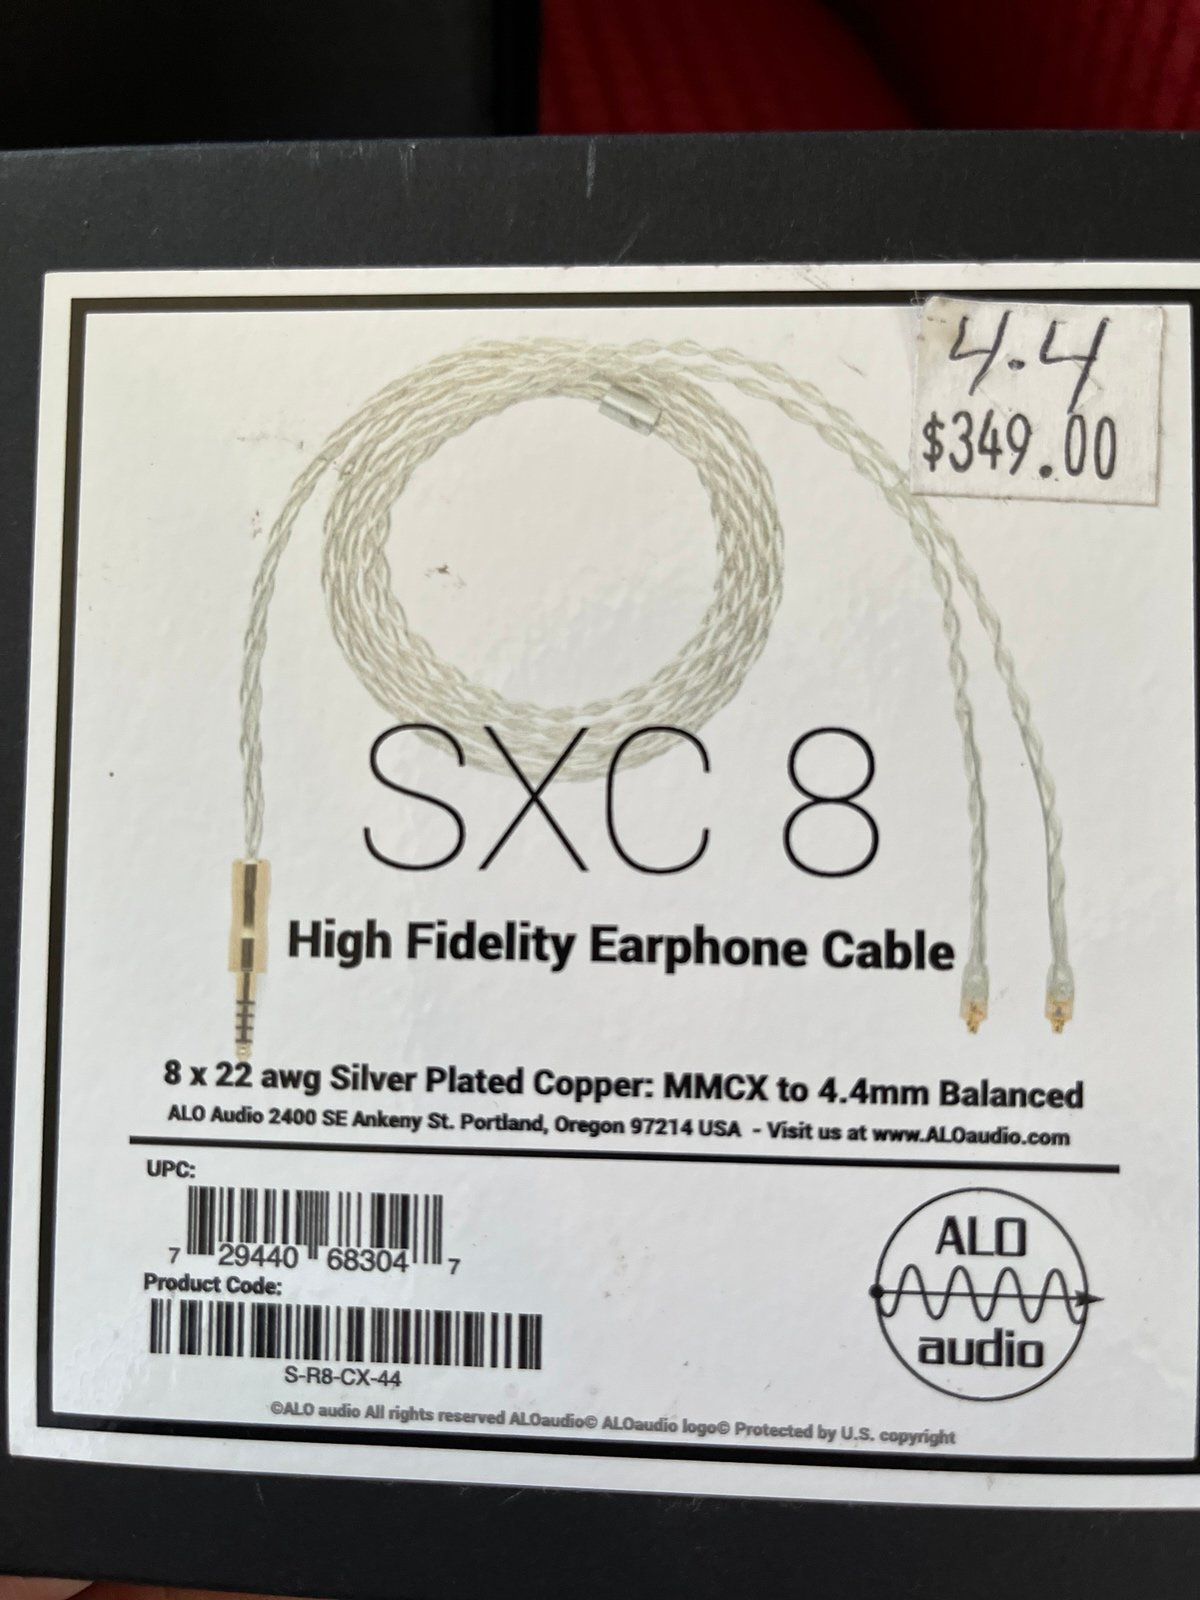 4.4
$349.00
SXC 8
High Fidelity Earphone Cable
8 x 22 awg Silver Plated Copper: MMCX to 4.4mm Balanced
ALO Audio 2400 SE Ankeny St. Portland, Oregon 97214 USA - Visit us at www.ALOaudio.com
UPC:
7 29440 68304 7
Product Code:
S-R8-CX-44
ALO
audio
©ALO audio All rights reserved ALOaudio© ALOaudio logo© Protected by U.S. copyright